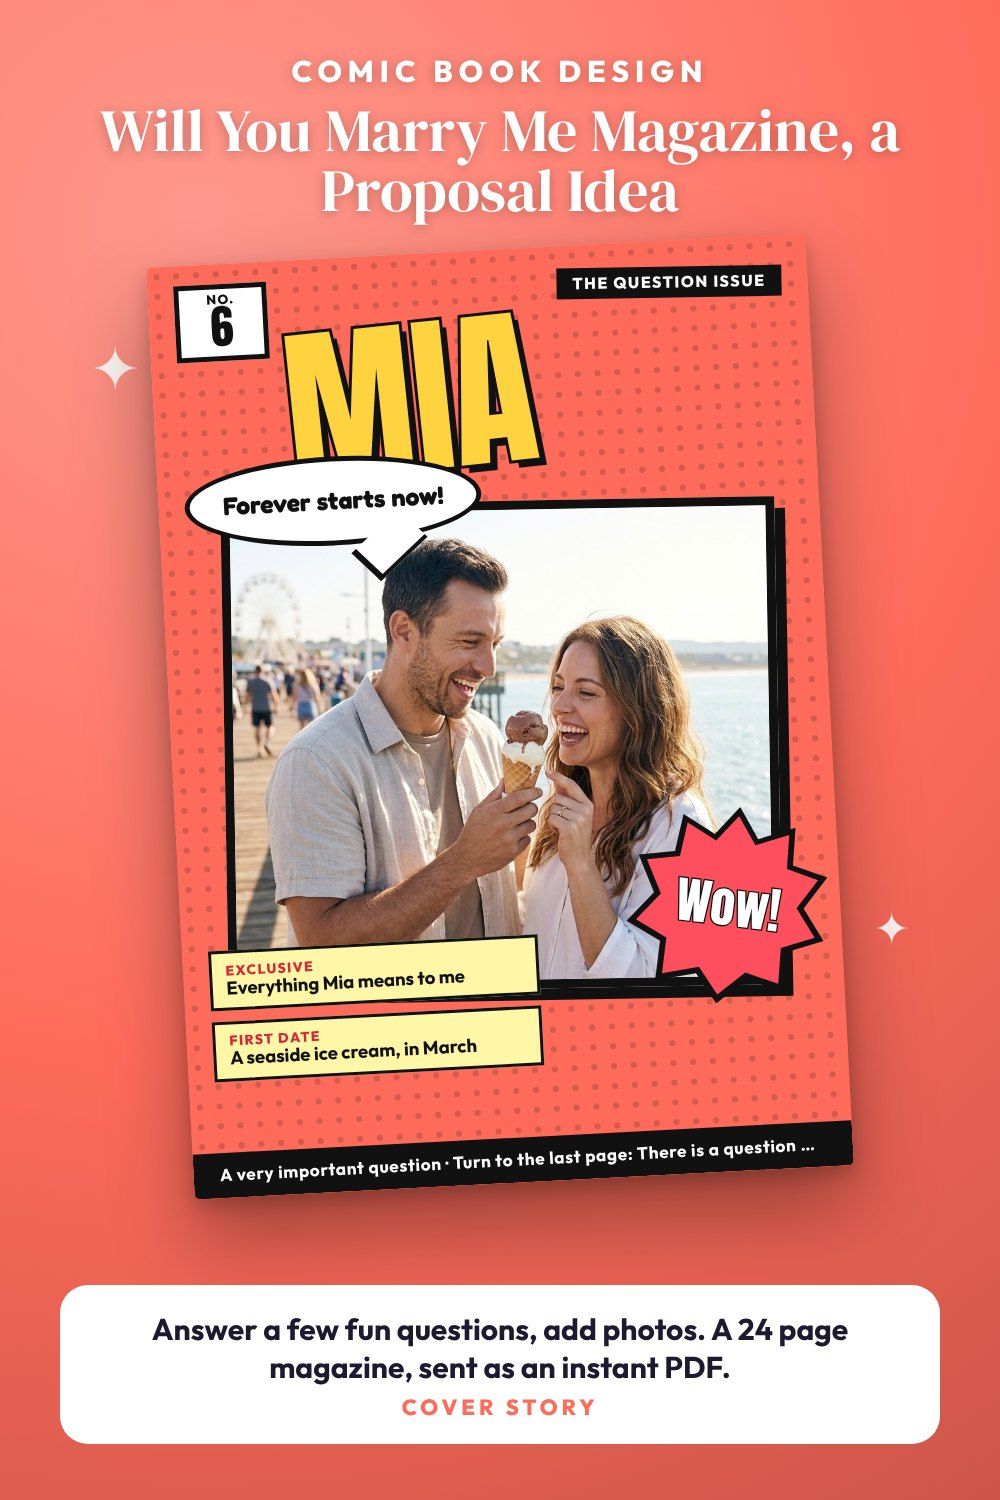 COMIC BOOK DESIGN
Will You Marry Me Magazine, a
Proposal Idea
NO.
6
THE QUESTION ISSUE
MIA
Forever starts now!
Wow!
EXCLUSIVE
Everything Mia means to me
FIRST DATE
A seaside ice cream, in March
A very important question · Turn to the last page: There is a question ...
Answer a few fun questions, add photos. A 24 page
magazine, sent as an instant PDF.
COVER STORY